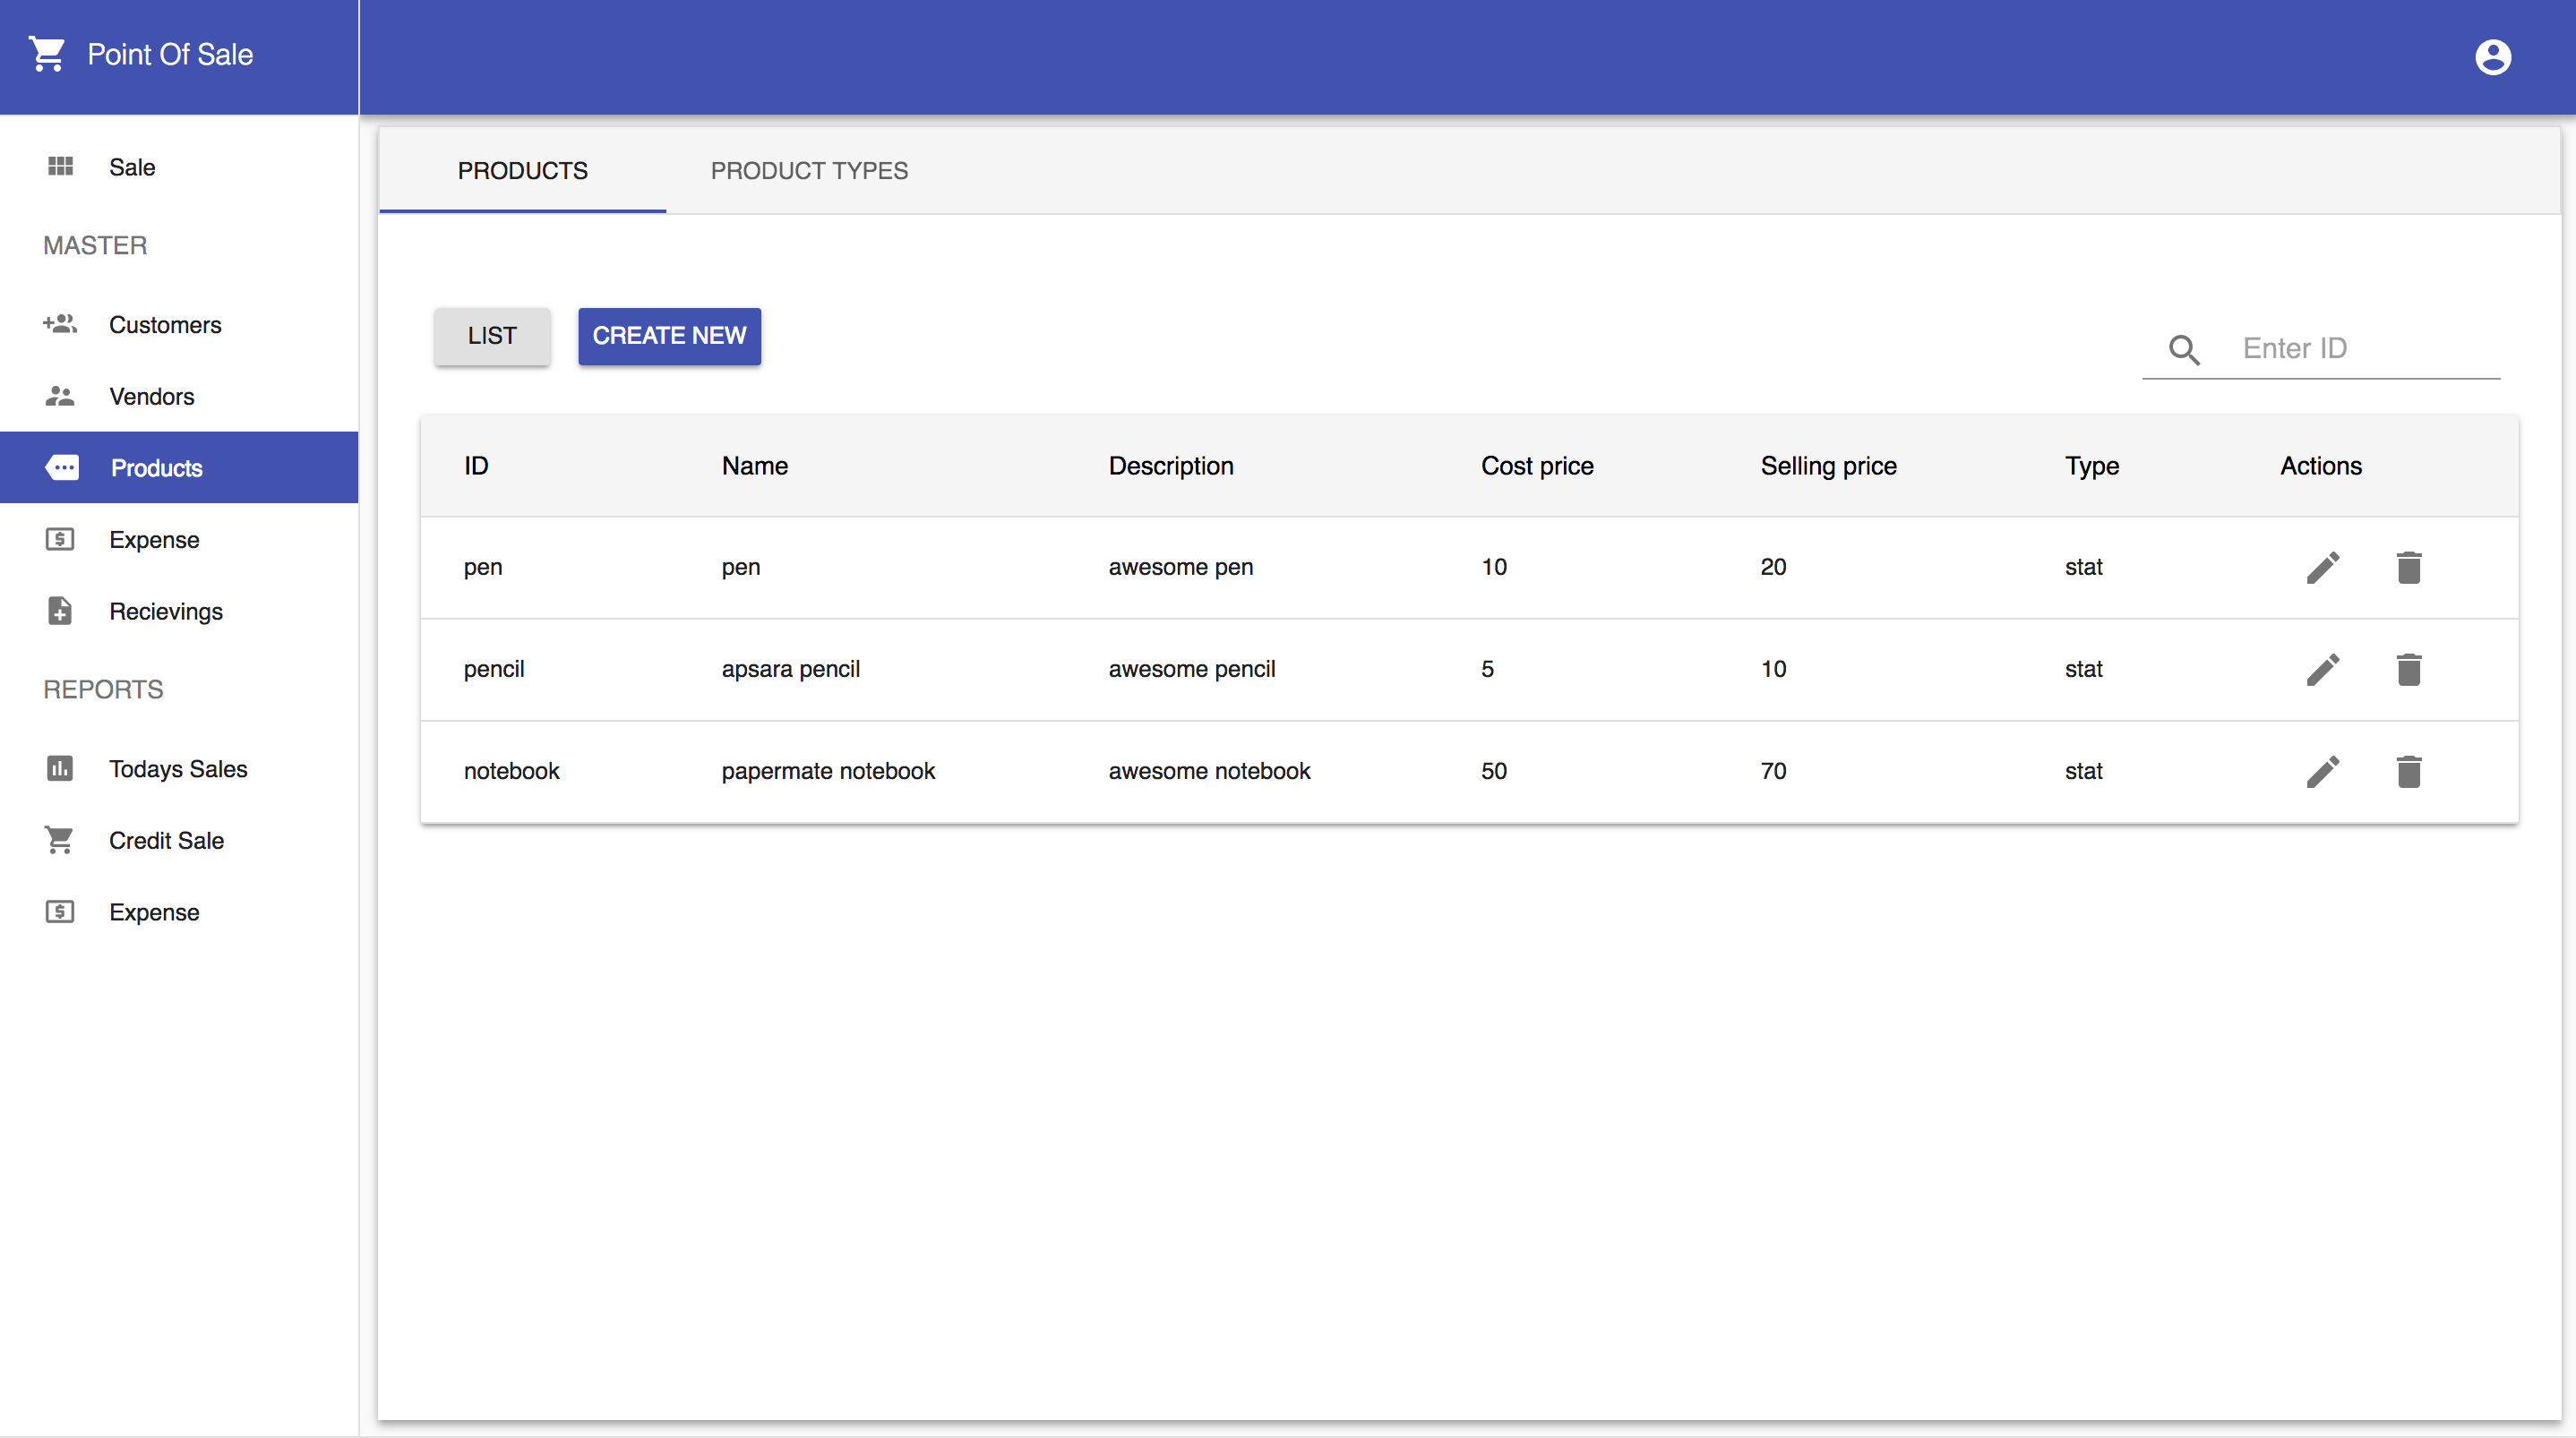 Point Of Sale
Sale
MASTER
Customers
Vendors
Products
Expense
Recievings
REPORTS
Todays Sales
Credit Sale
Expense
PRODUCTS PRODUCT TYPES
LIST CREATE NEW Enter ID
ID Name Description Cost price Selling price Type Actions
pen pen awesome pen 10 20 stat
pencil apsara pencil awesome pencil 5 10 stat
notebook papermate notebook awesome notebook 50 70 stat